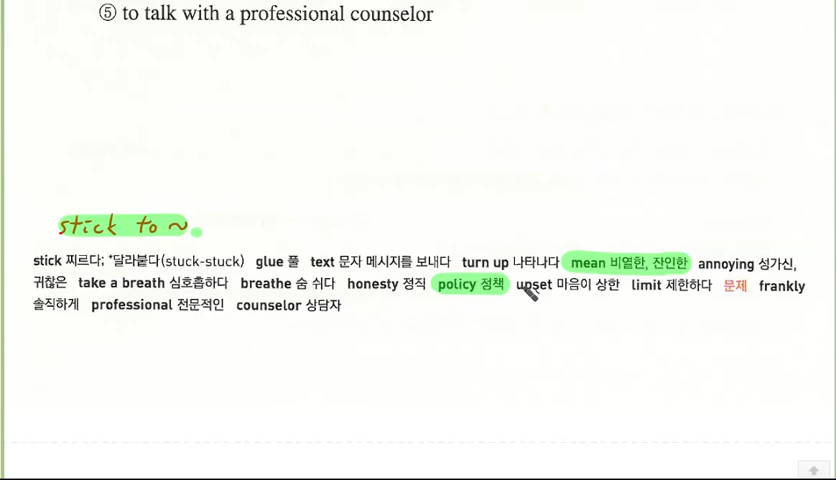 ⑤ to talk with a professional counselor
stick to ~.
stick 찌르다; *달라붙다(stuck-stuck) glue 풀 text 문자 메시지를 보내다 turn up 나타나다 mean 비열한, 잔인한 annoying 성가신,
귀찮은 take a breath 심호흡하다 breathe 숨 쉬다 honesty 정직 policy 정책 upset 마음이 상한 limit 제한하다 문제 frankly
솔직하게 professional 전문적인 counselor 상담자